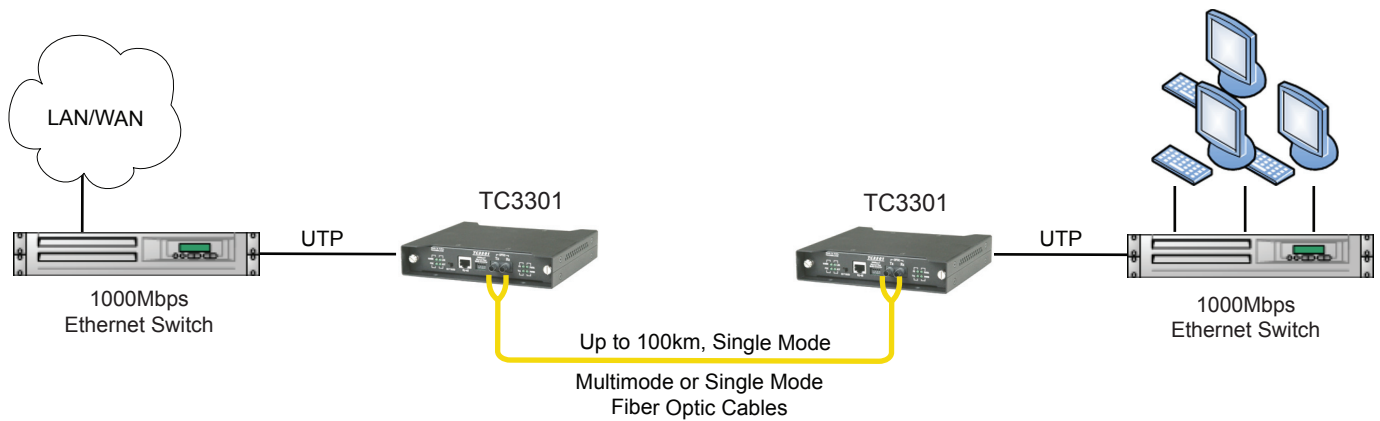 LAN/WAN
TC3301
TC3301
UTP
UTP
1000Mbps
Ethernet Switch
1000Mbps
Ethernet Switch
Up to 100km, Single Mode
Multimode or Single Mode
Fiber Optic Cables